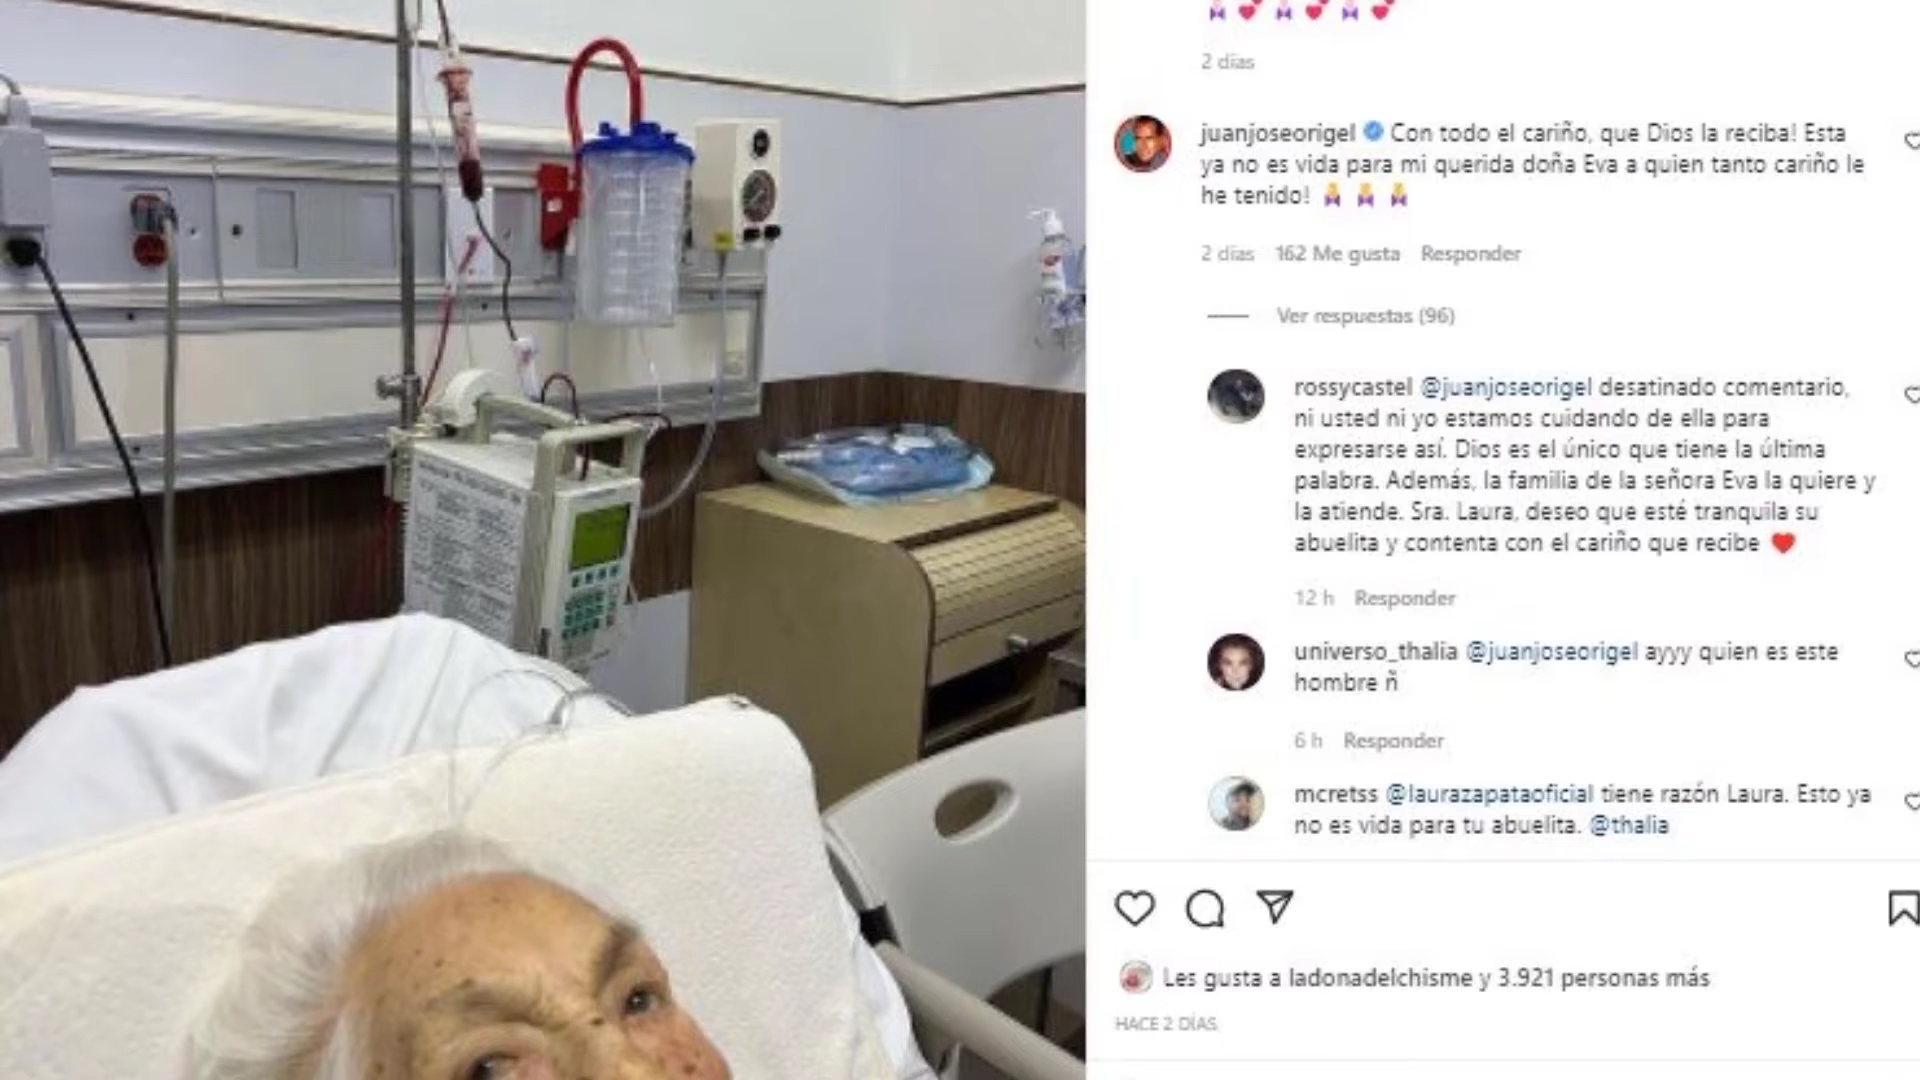 2 días
juanjoseorigel Con todo el cariño, que Dios la reciba! Esta
ya no es vida para mi querida doña Eva a quien tanto cariño le
he tenido!
2 días 162 Me gusta Responder
Ver respuestas (96)
rossycastel @juanjoseorigel desatinado comentario,
ni usted ni yo estamos cuidando de ella para
expresarse así. Dios es el único que tiene la última
palabra. Además, la familia de la señora Eva la quiere y
la atiende. Sra. Laura, deseo que esté tranquila su
abuelita y contenta con el cariño que recibe
12 h Responder
universo_thalia @juanjoseorigel ayyy quien es este
hombre ñ
6 h Responder
mcretss @laurazapataoficial tiene razón Laura. Esto ya
no es vida para tu abuelita. @thalia
Les gusta a ladonadelchisme y 3.921 personas más
HACE 2 DÍAS